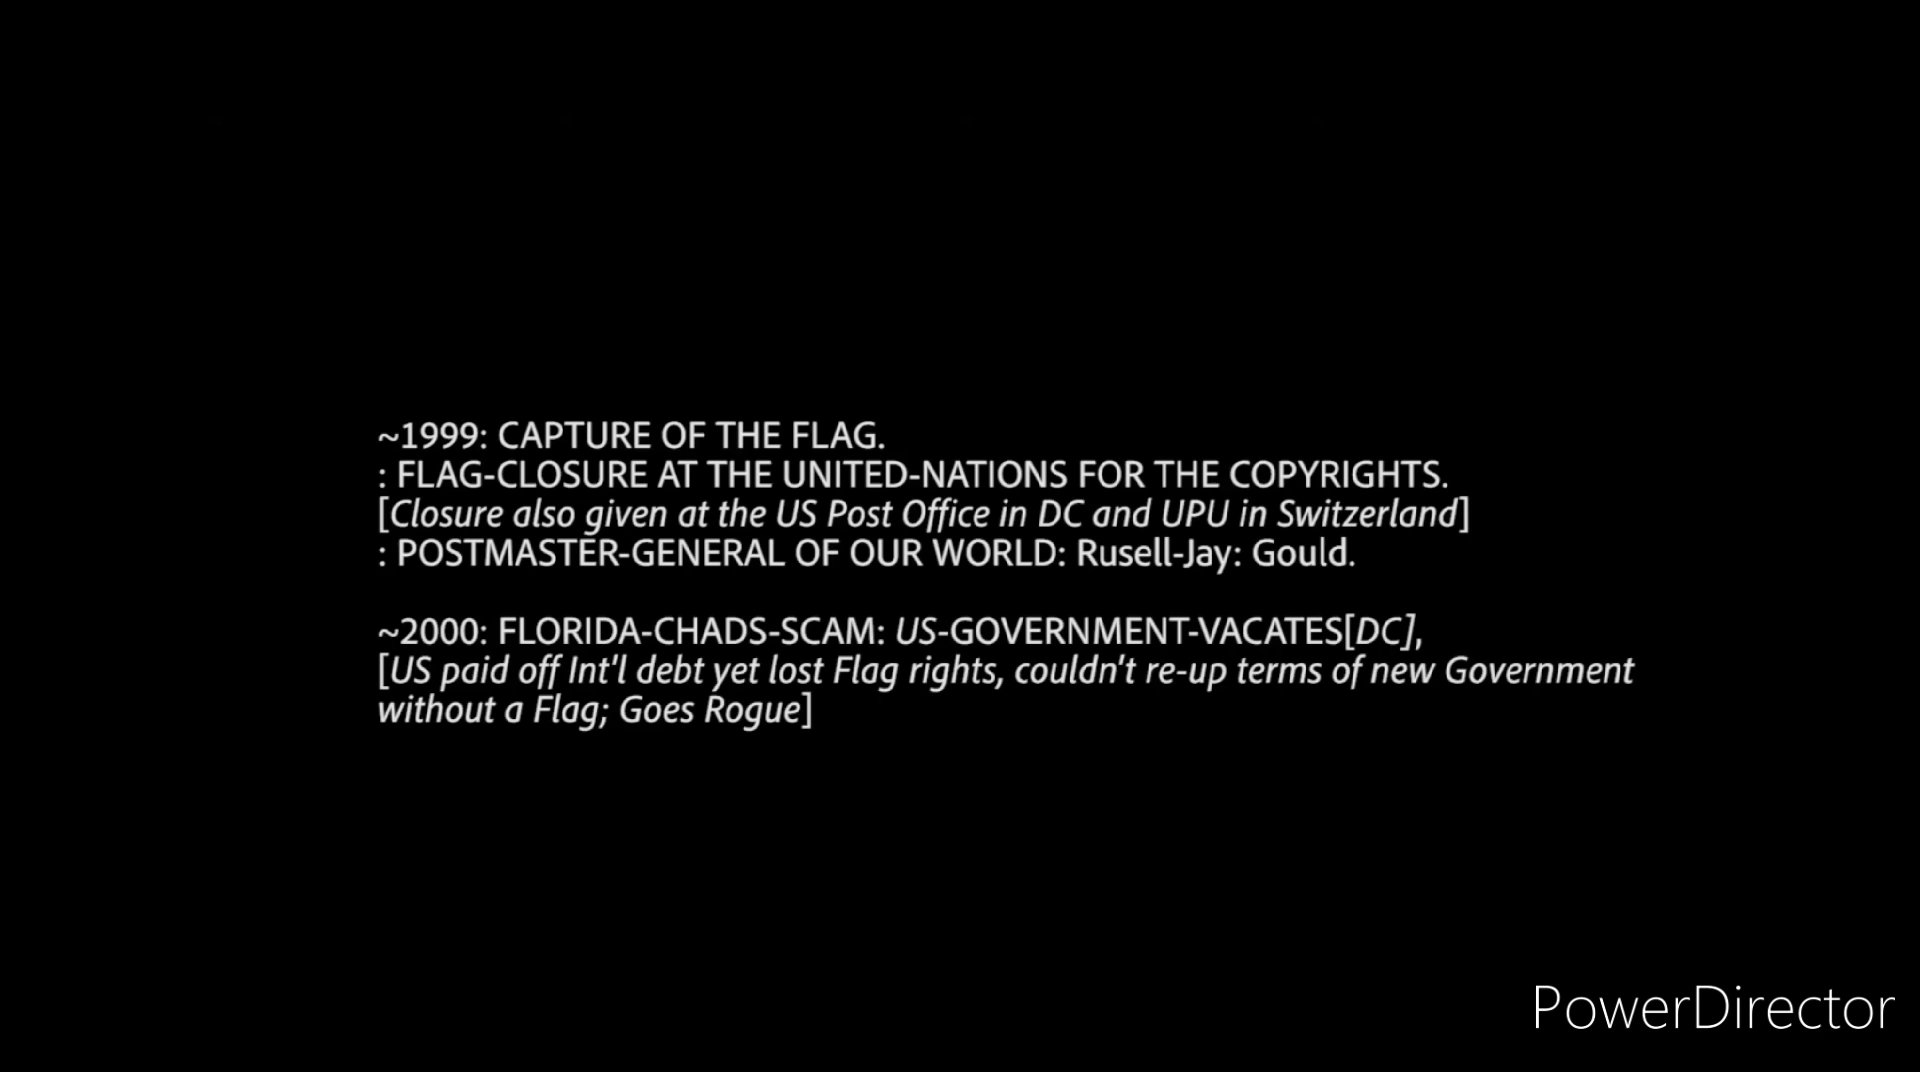 ~1999: CAPTURE OF THE FLAG.
: FLAG-CLOSURE AT THE UNITED-NATIONS FOR THE COPYRIGHTS.
[Closure also given at the US Post Office in DC and UPU in Switzerland]
: POSTMASTER-GENERAL OF OUR WORLD: Rusell-Jay: Gould.
~2000: FLORIDA-CHADS-SCAM: US-GOVERNMENT-VACATES[DC],
[US paid off Int'l debt yet lost Flag rights, couldn't re-up terms of new Government
without a Flag; Goes Rogue]
PowerDirector